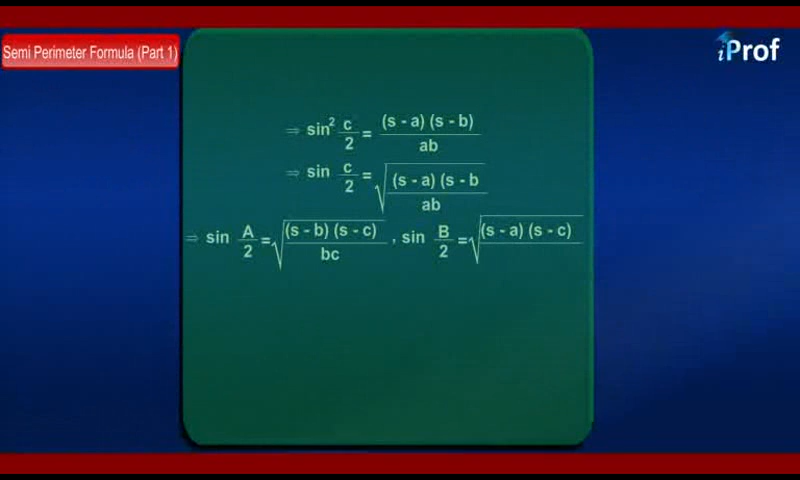 Semi Perimeter Formula (Part 1)
iProf
⇒ sin² c/2 = (s - a) (s - b) / ab
⇒ sin c/2 = √((s - a) (s - b / ab)
⇒ sin A/2 = √((s - b) (s - c) / bc) , sin B/2 = √((s - a) (s - c) /